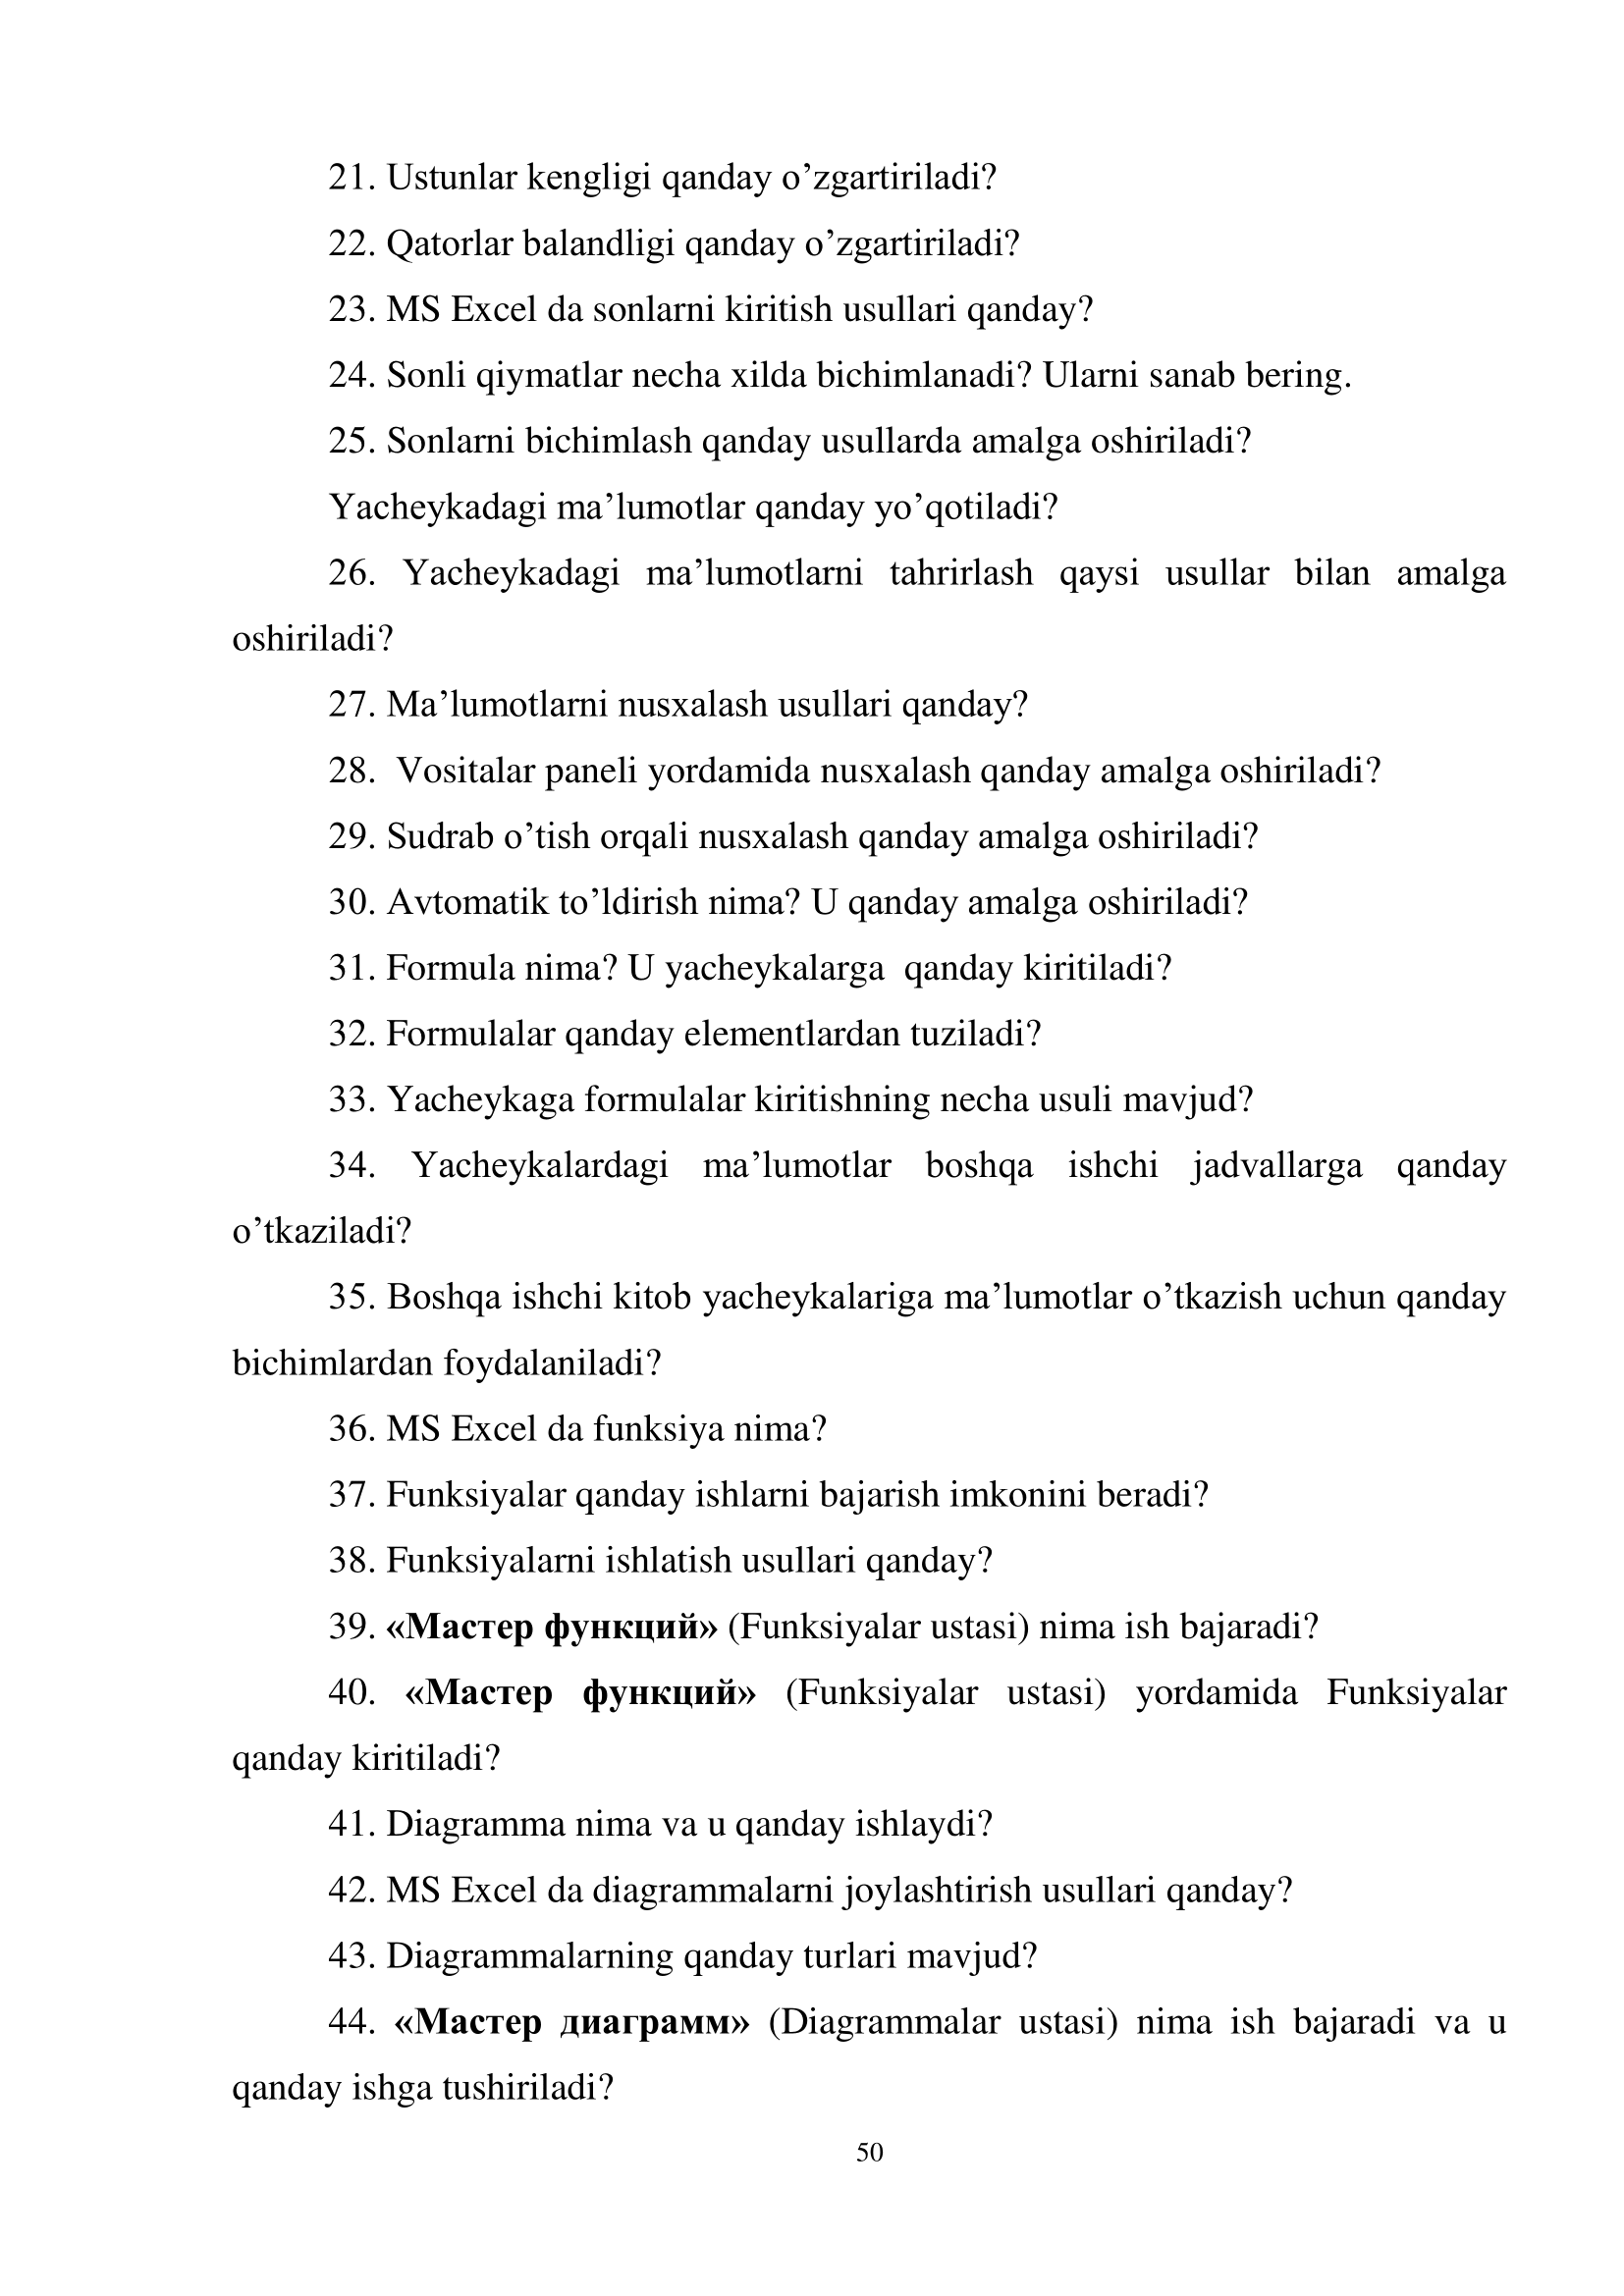 21. Ustunlar kengligi qanday o’zgartiriladi?
22. Qatorlar balandligi qanday o’zgartiriladi?
23. MS Excel da sonlarni kiritish usullari qanday?
24. Sonli qiymatlar necha xilda bichimlanadi? Ularni sanab bering.
25. Sonlarni bichimlash qanday usullarda amalga oshiriladi?
Yacheykadagi ma’lumotlar qanday yo’qotiladi?
26. Yacheykadagi ma’lumotlarni tahrirlash qaysi usullar bilan amalga
oshiriladi?
27. Ma’lumotlarni nusxalash usullari qanday?
28.  Vositalar paneli yordamida nusxalash qanday amalga oshiriladi?
29. Sudrab o’tish orqali nusxalash qanday amalga oshiriladi?
30. Avtomatik to’ldirish nima? U qanday amalga oshiriladi?
31. Formula nima? U yacheykalarga  qanday kiritiladi?
32. Formulalar qanday elementlardan tuziladi?
33. Yacheykaga formulalar kiritishning necha usuli mavjud?
34. Yacheykalardagi ma’lumotlar boshqa ishchi jadvallarga qanday
o’tkaziladi?
35. Boshqa ishchi kitob yacheykalariga ma’lumotlar o’tkazish uchun qanday
bichimlardan foydalaniladi?
36. MS Excel da funksiya nima?
37. Funksiyalar qanday ishlarni bajarish imkonini beradi?
38. Funksiyalarni ishlatish usullari qanday?
39. «Мастер функций» (Funksiyalar ustasi) nima ish bajaradi?
40. «Мастер функций» (Funksiyalar ustasi) yordamida Funksiyalar
qanday kiritiladi?
41. Diagramma nima va u qanday ishlaydi?
42. MS Excel da diagrammalarni joylashtirish usullari qanday?
43. Diagrammalarning qanday turlari mavjud?
44. «Мастер диаграмм» (Diagrammalar ustasi) nima ish bajaradi va u
qanday ishga tushiriladi?
50